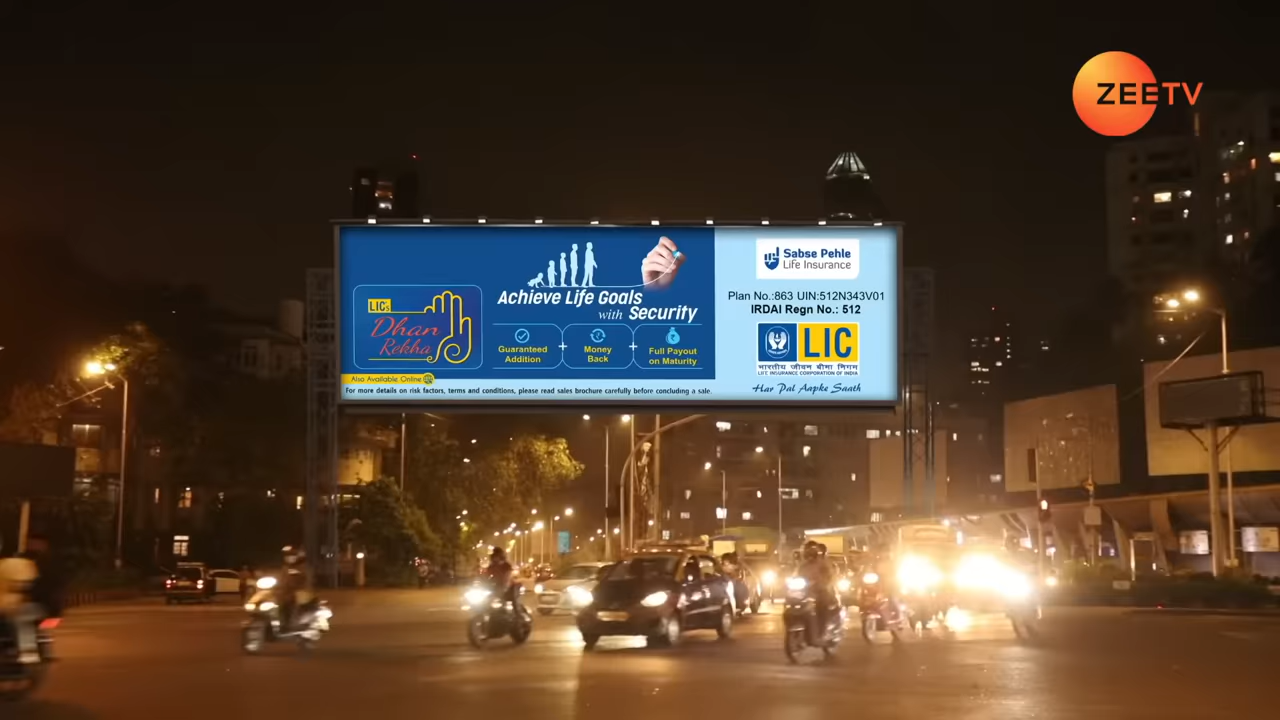 ZEETV
LIC's
Dhan
Rekha
Also Available Online
Achieve Life Goals
with Security
Guaranteed
Addition
+
Money
Back
+
Full Payout
on Maturity
For more details on risk factors, terms and conditions, please read sales brochure carefully before concluding a sale.
Sabse Pehle
Life Insurance
Plan No.:863 UIN:512N343V01
IRDAI Regn No.: 512
LIC
भारतीय जीवन बीमा निगम
LIFE INSURANCE CORPORATION OF INDIA
Har Pal Aapke Saath